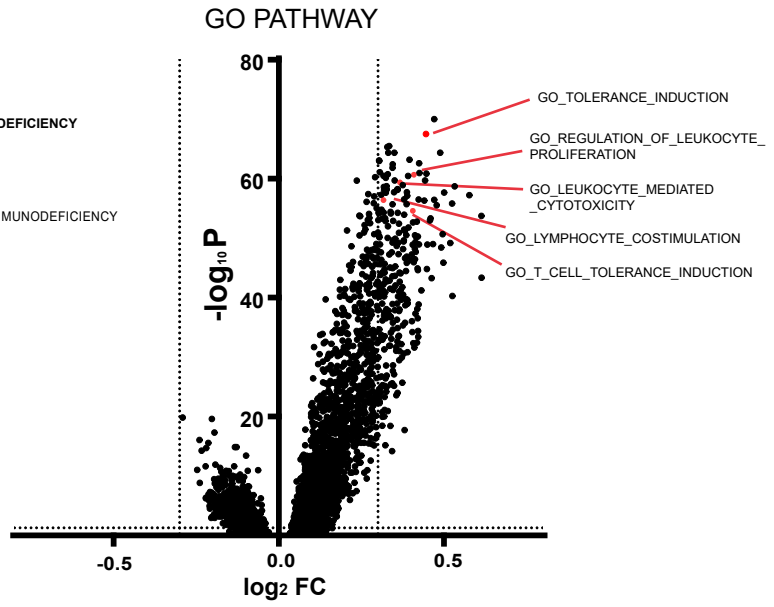 GO PATHWAY
DEFICIENCY
MUNODEFICIENCY
80
60
40
20
-log₁₀P
GO_TOLERANCE_INDUCTION
GO_REGULATION_OF_LEUKOCYTE_
PROLIFERATION
GO_LEUKOCYTE_MEDIATED
_CYTOTOXICITY
GO_LYMPHOCYTE_COSTIMULATION
GO_T_CELL_TOLERANCE_INDUCTION
-0.5
0.0
0.5
log₂ FC